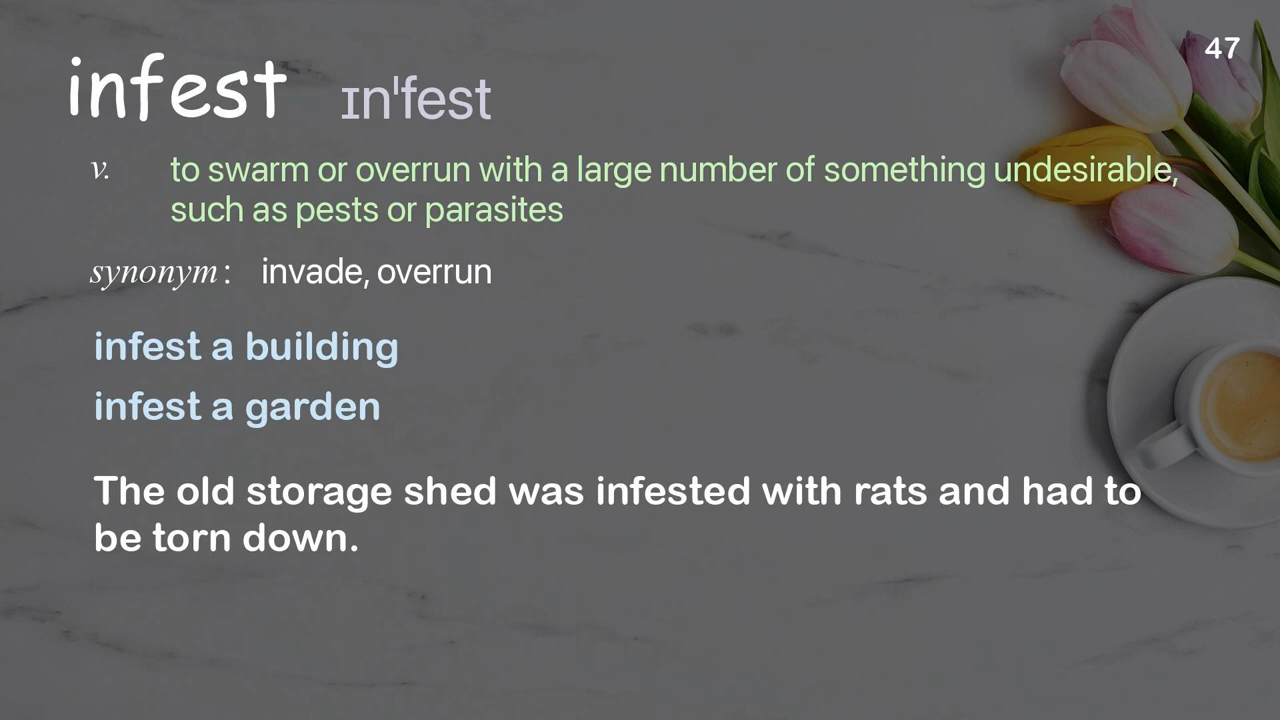 47
infest ɪn'fest
v. to swarm or overrun with a large number of something undesirable,
such as pests or parasites
synonym : invade, overrun
infest a building
infest a garden
The old storage shed was infested with rats and had to
be torn down.